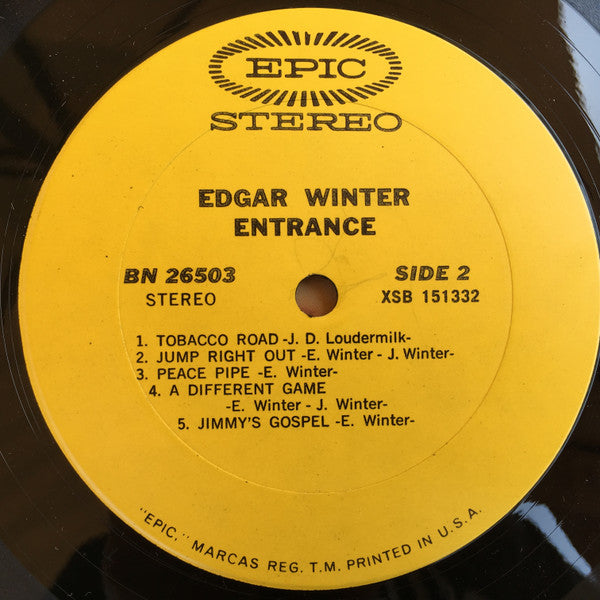 EPIC
STEREO
EDGAR WINTER
ENTRANCE
BN 26503
STEREO
SIDE 2
XSB 151332
1. TOBACCO ROAD -J. D. Loudermilk-
2. JUMP RIGHT OUT -E. Winter - J. Winter-
3. PEACE PIPE -E. Winter-
4. A DIFFERENT GAME
-E. Winter - J. Winter-
5. JIMMY'S GOSPEL -E. Winter-
"EPIC," MARCAS REG. T.M. PRINTED IN U.S.A.